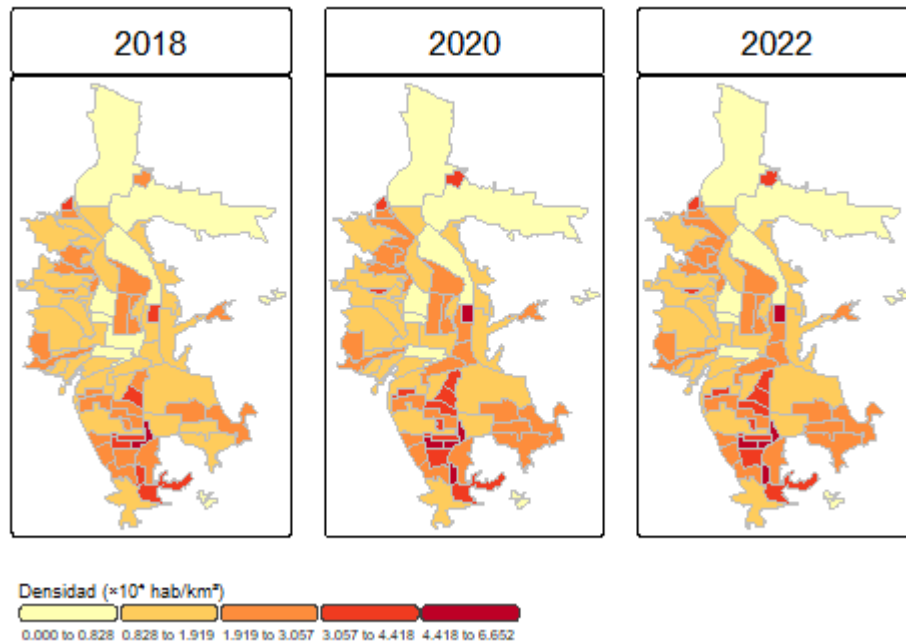 2018
2020
2022
Densidad (×10⁴ hab/km²)
0.000 to 0.828
0.828 to 1.919
1.919 to 3.057
3.057 to 4.418
4.418 to 6.652